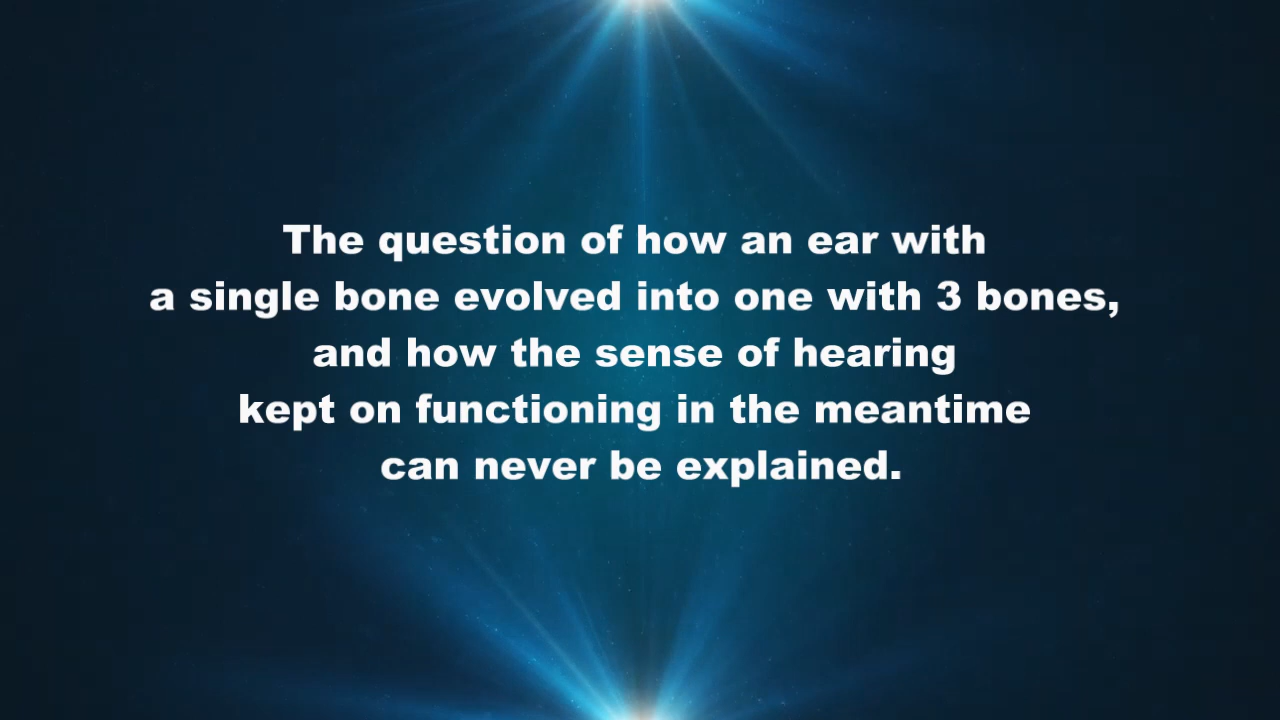 The question of how an ear with
a single bone evolved into one with 3 bones,
and how the sense of hearing
kept on functioning in the meantime
can never be explained.